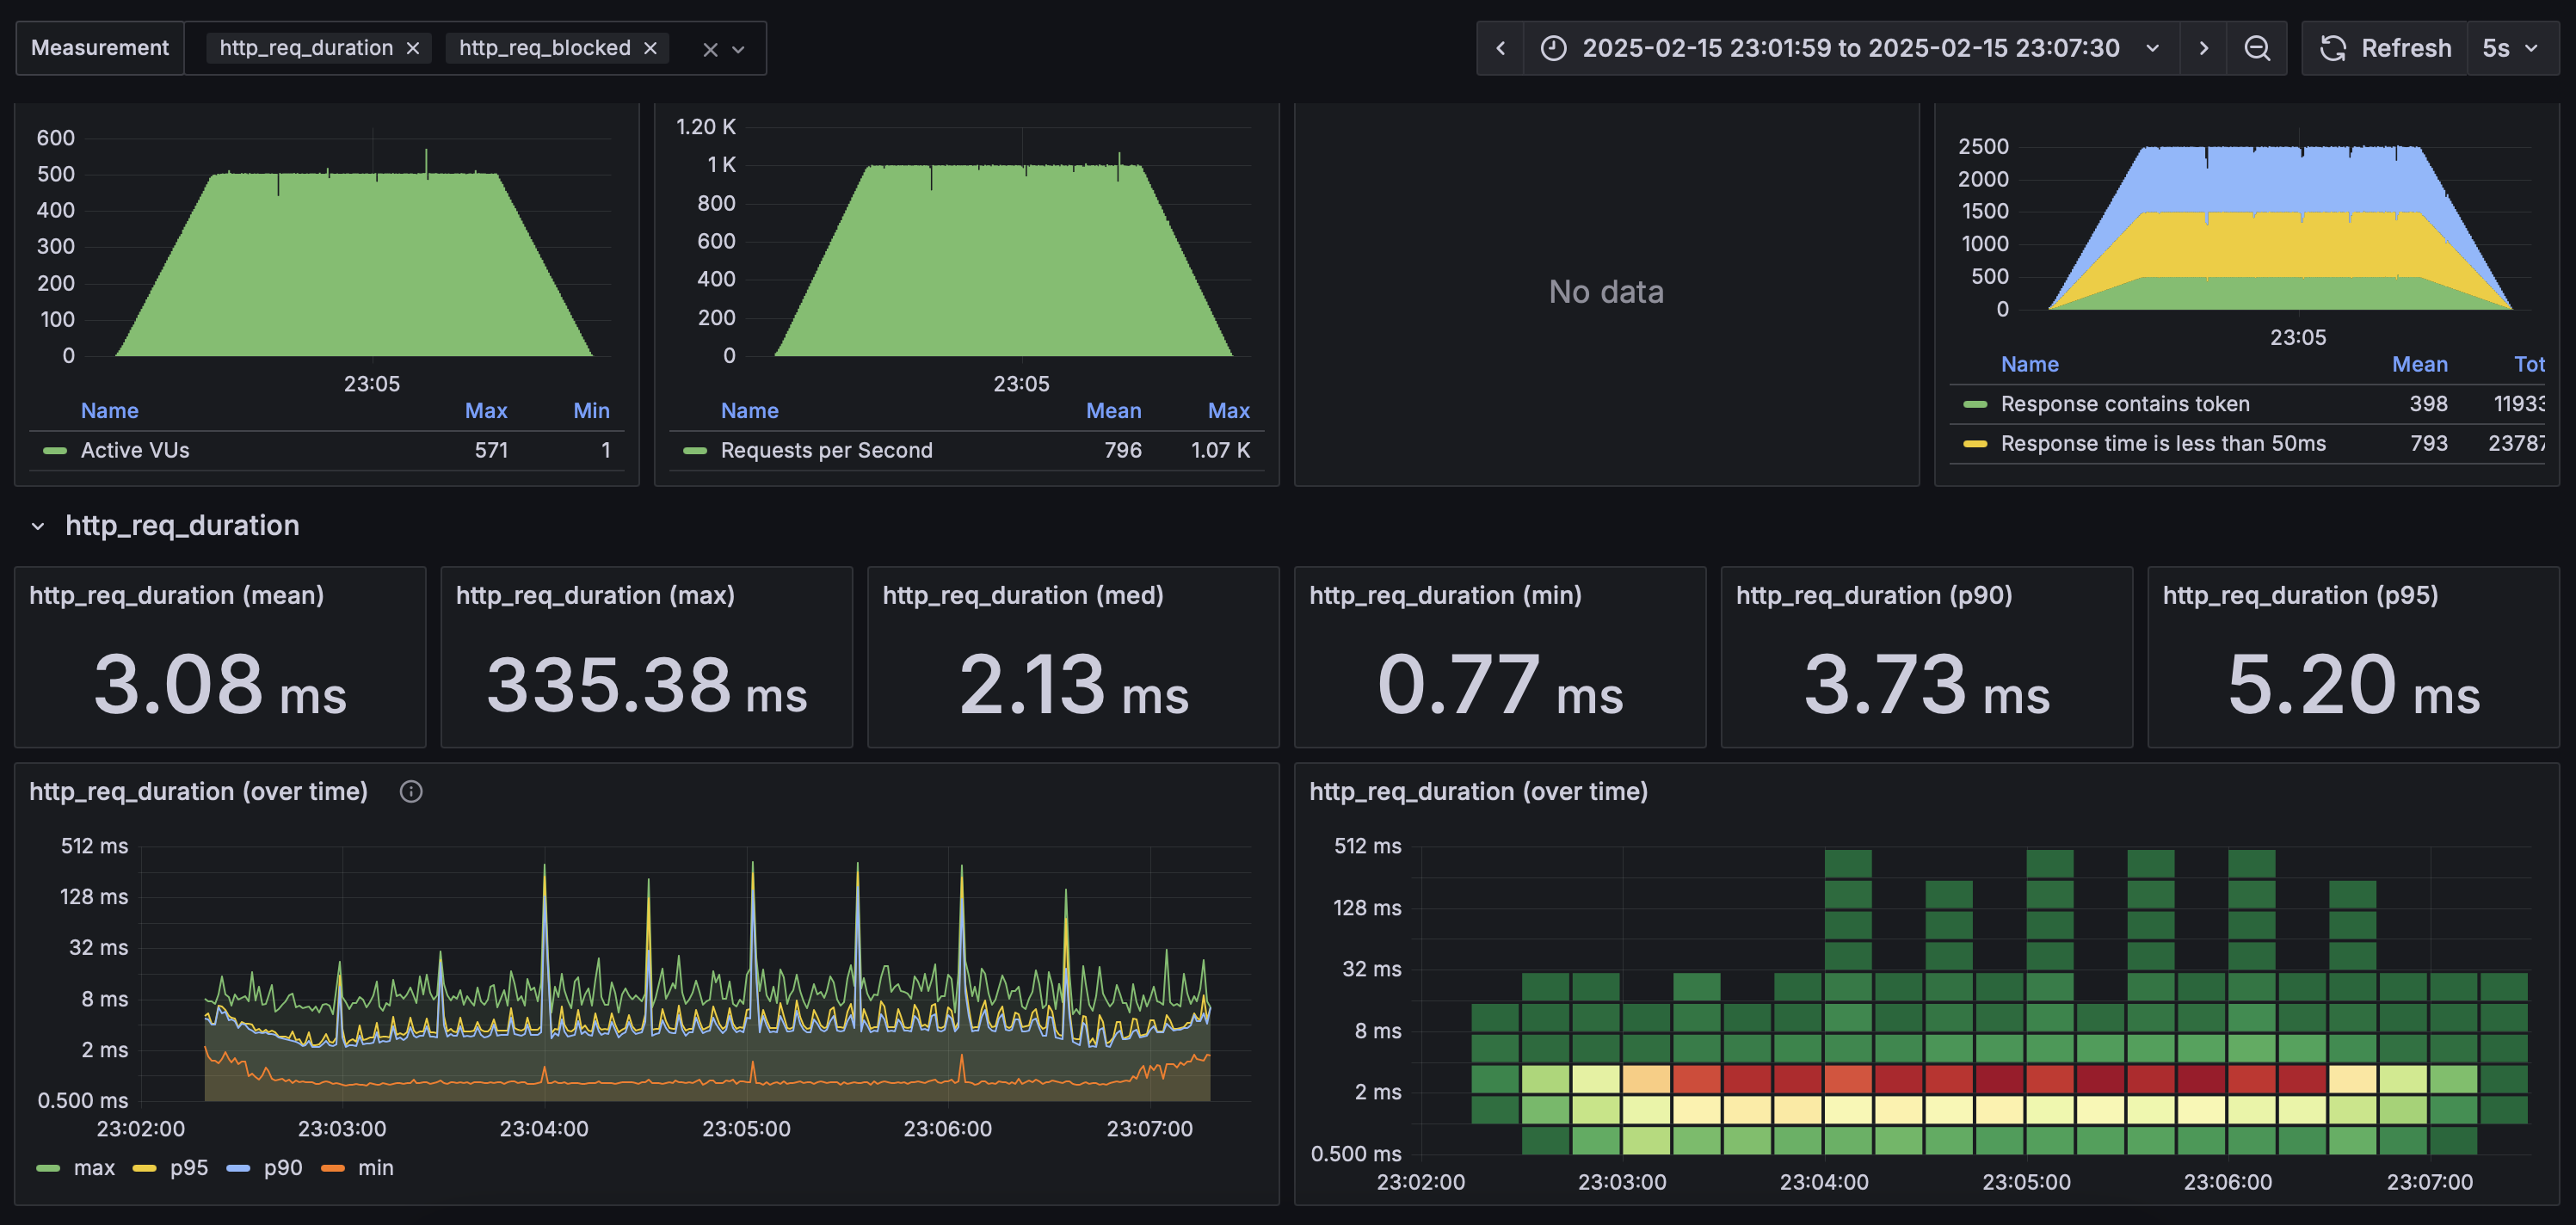 Measurement http_req_duration http_req_blocked 2025-02-15 23:01:59 to 2025-02-15 23:07:30 Refresh 5s
600
500
400
300
200
100
0
23:05
Name Max Min
Active VUs 571 1
1.20 K
1 K
800
600
400
200
0
23:05
Name Mean Max
Requests per Second 796 1.07 K
No data
2500
2000
1500
1000
500
0
23:05
Name Mean Tot
Response contains token 398 11933
Response time is less than 50ms 793 23787
http_req_duration
http_req_duration (mean)
3.08 ms
http_req_duration (max)
335.38 ms
http_req_duration (med)
2.13 ms
http_req_duration (min)
0.77 ms
http_req_duration (p90)
3.73 ms
http_req_duration (p95)
5.20 ms
http_req_duration (over time)
512 ms
128 ms
32 ms
8 ms
2 ms
0.500 ms
23:02:00 23:03:00 23:04:00 23:05:00 23:06:00 23:07:00
max p95 p90 min
http_req_duration (over time)
512 ms
128 ms
32 ms
8 ms
2 ms
0.500 ms
23:02:00 23:03:00 23:04:00 23:05:00 23:06:00 23:07:00